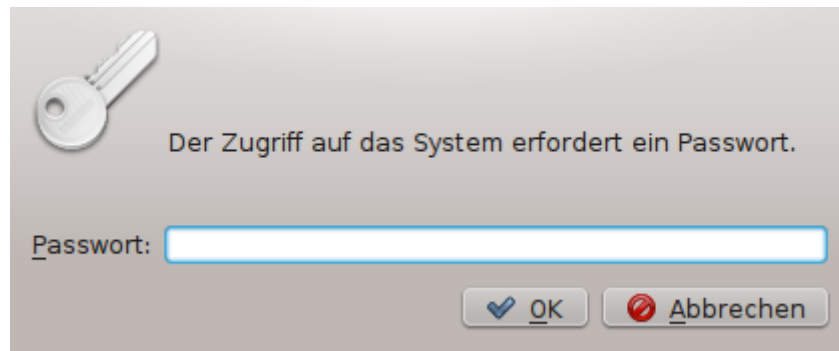 Der Zugriff auf das System erfordert ein Passwort.
Passwort:
OK Abbrechen